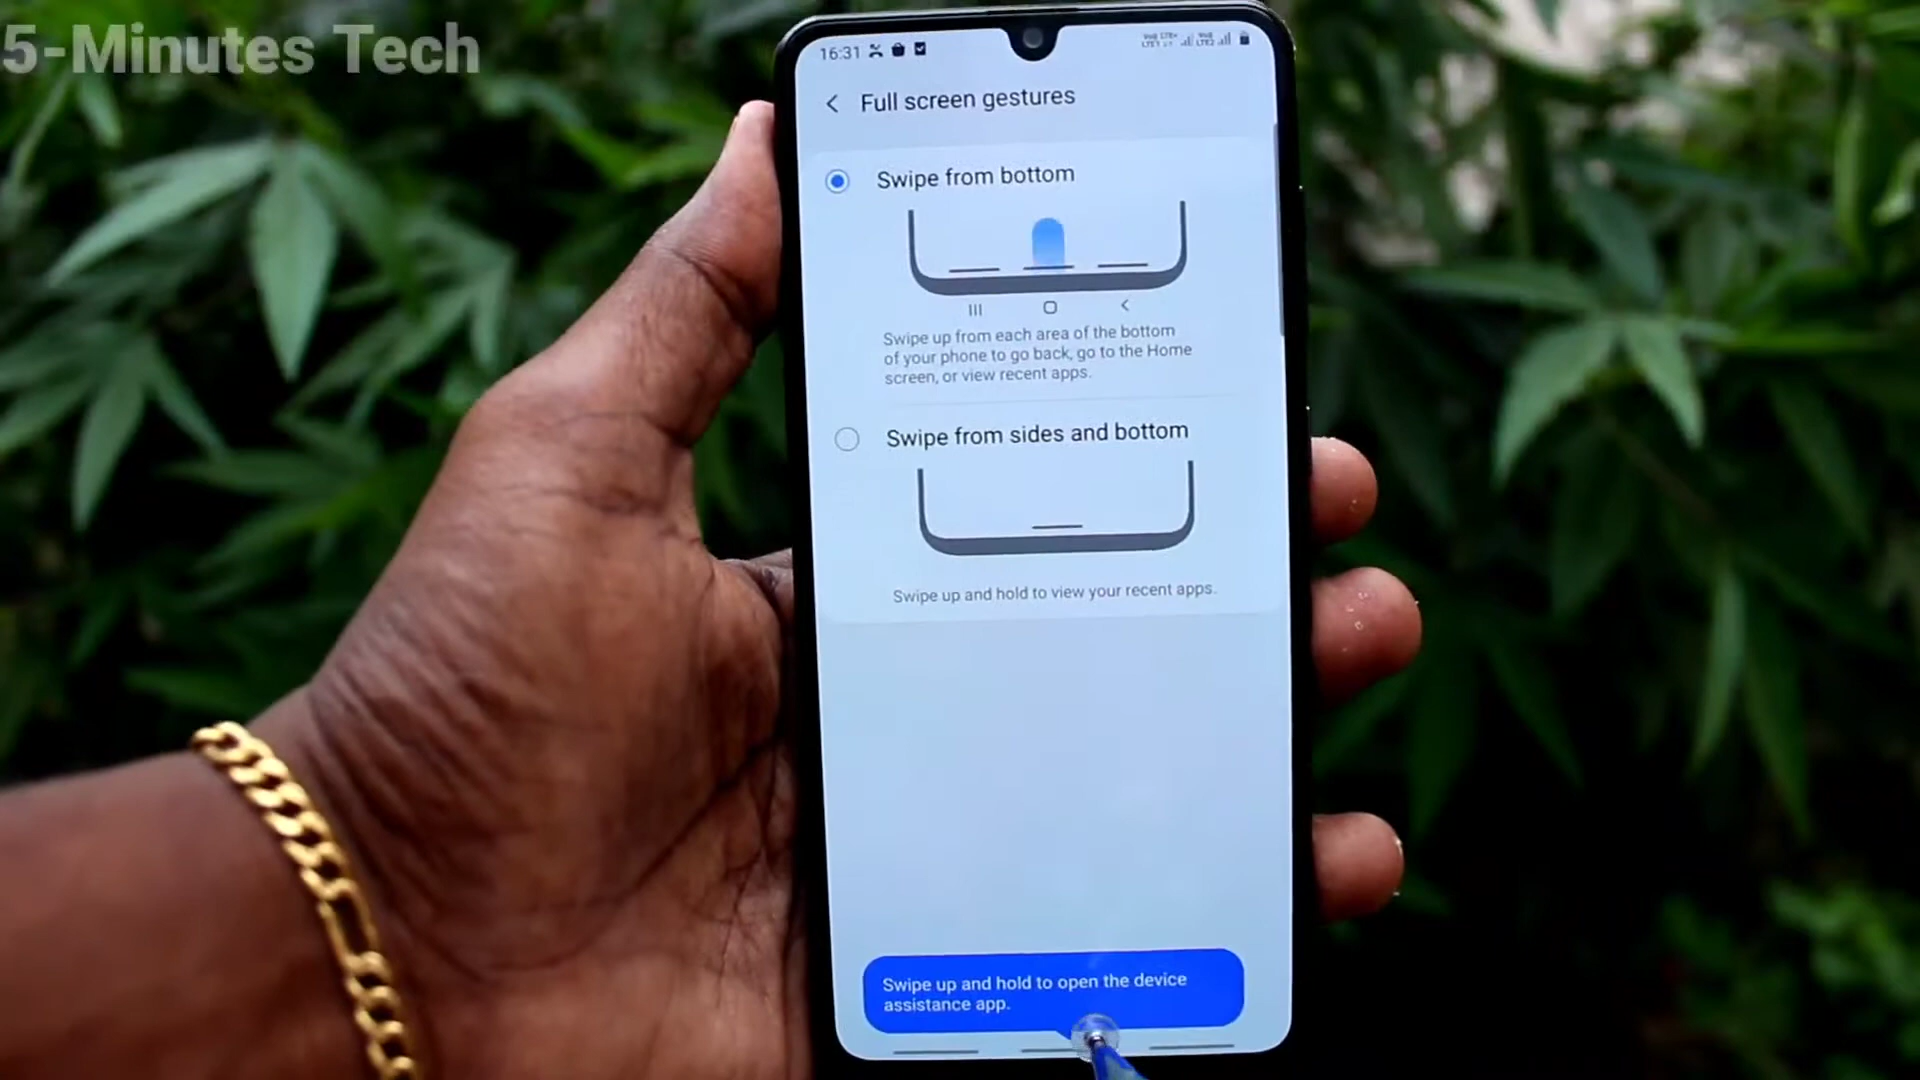 5-Minutes Tech
16:31
Full screen gestures
Swipe from bottom
Swipe up from each area of the bottom
of your phone to go back, go to the Home
screen, or view recent apps.
Swipe from sides and bottom
Swipe up and hold to view your recent apps.
Swipe up and hold to open the device
assistance app.